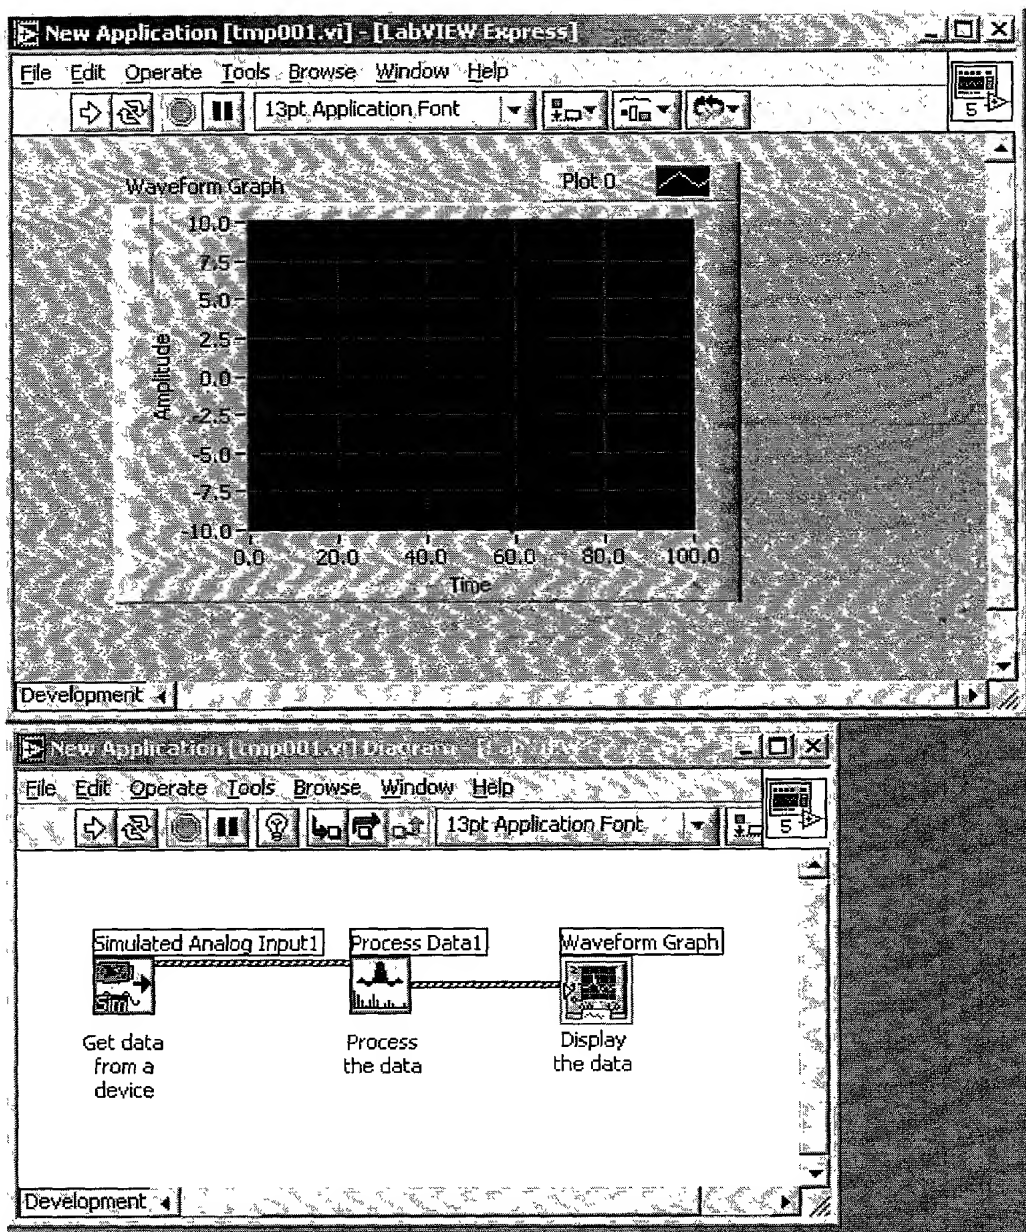 New Application [tmp001.vi] - [LabVIEW Express]
File Edit Operate Tools Browse Window Help
13pt Application Font
5
Waveform Graph
Plot 0
10.0
7.5
5.0
2.5
0.0
-2.5
-5.0
-7.5
-10.0
Amplitude
0.0 20.0 40.0 60.0 80.0 100.0
Time
Development
New Application [tmp001.vi] Diagram -
File Edit Operate Tools Browse Window Help
13pt Application Font
5
Simulated Analog Input1 Process Data1 Waveform Graph
Sim
Get data
from a
device
Process
the data
Display
the data
Development